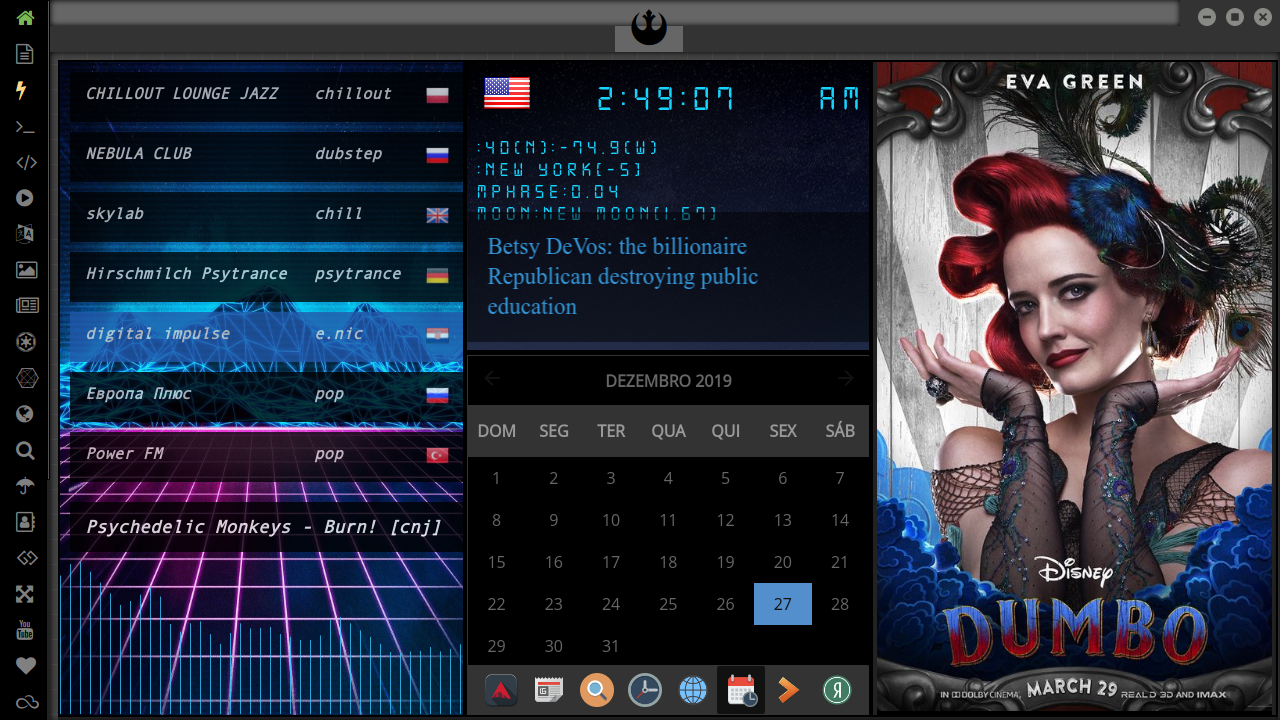 CHILLOUT LOUNGE JAZZ chillout
NEBULA CLUB dubstep
skylab chill
Hirschmilch Psytrance psytrance
digital impulse e.nic
Европа Плюс pop
Power FM pop
Psychedelic Monkeys - Burn! [cnj]
2:49:07 AM
:40(N):-74.9(W)
:NEW YORK(-5)
MPHASE:0.04
MOON:NEW MOON(1.67)
Betsy DeVos: the billionaire
Republican destroying public
education
DEZEMBRO 2019
DOM SEG TER QUA QUI SEX SÁB
1 2 3 4 5 6 7
8 9 10 11 12 13 14
15 16 17 18 19 20 21
22 23 24 25 26 27 28
29 30 31
EVA GREEN
DISNEY
DUMBO
IN DOLBY CINEMA, MARCH 29 REALD 3D AND IMAX
You
Tube